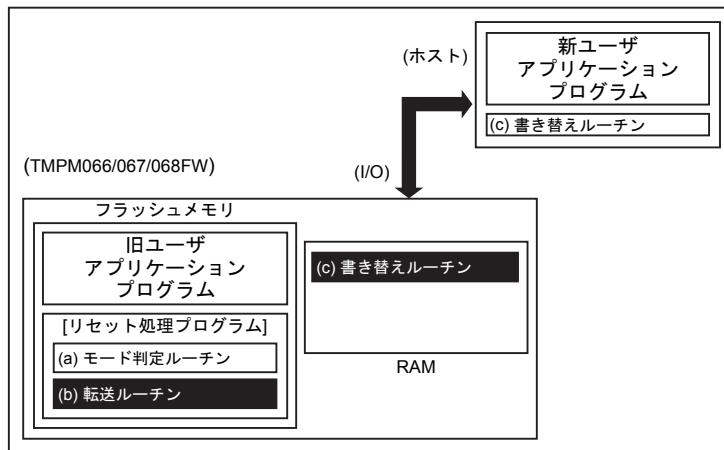 (ホスト)
新ユーザ
アプリケーション
プログラム
(c) 書き替えルーチン
(TMPM066/067/068FW)
(I/O)
フラッシュメモリ
旧ユーザ
アプリケーション
プログラム
[リセット処理プログラム]
(a) モード判定ルーチン
(b) 転送ルーチン
(c) 書き替えルーチン
RAM